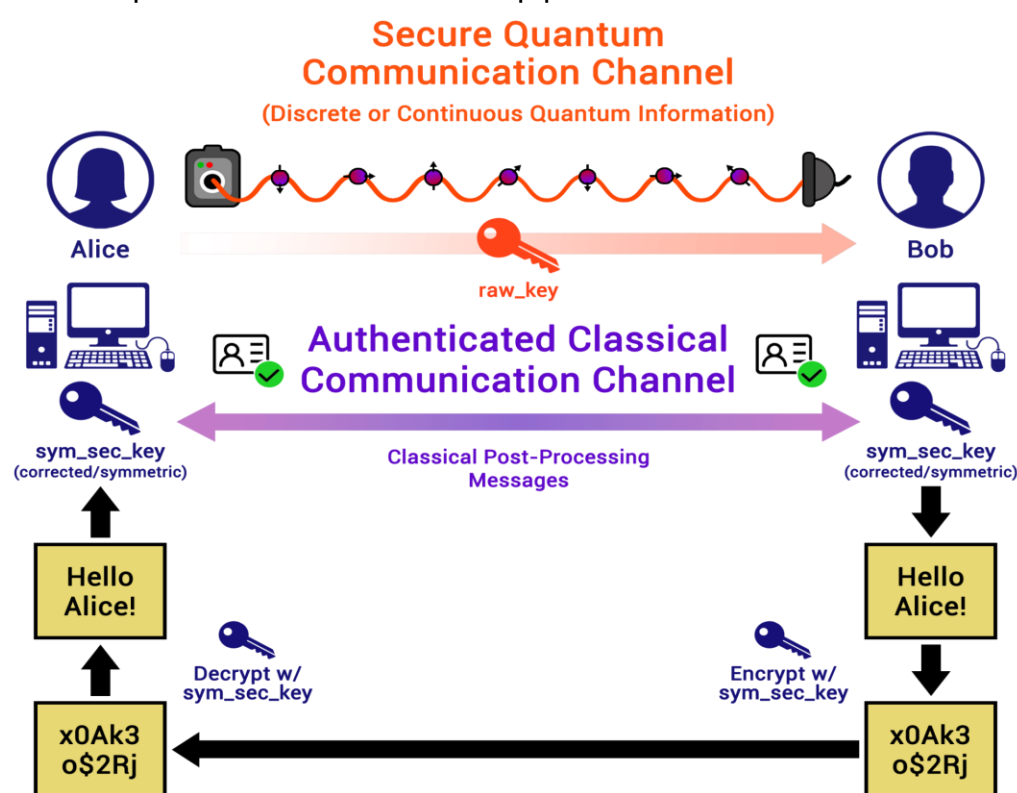 Secure Quantum
Communication Channel
(Discrete or Continuous Quantum Information)
Alice
Bob
raw_key
Authenticated Classical
Communication Channel
sym_sec_key
(corrected/symmetric)
sym_sec_key
(corrected/symmetric)
Classical Post-Processing
Messages
Hello
Alice!
Hello
Alice!
Decrypt w/
sym_sec_key
Encrypt w/
sym_sec_key
x0Ak3
o$2Rj
x0Ak3
o$2Rj